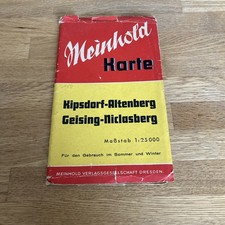 Meinhold
Karte
Kipsdorf-Altenberg
Geising-Niclasberg
Maßstab 1:25000
Für den Gebrauch im Sommer und Winter
MEINHOLD VERLAGSGESELLSCHAFT DRESDEN